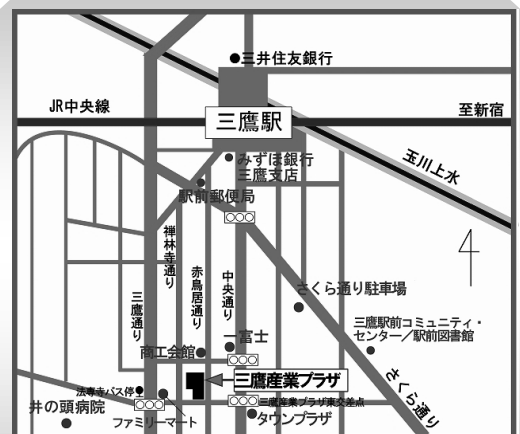 三井住友銀行
JR中央線
至新宿
三鷹駅
玉川上水
みずほ銀行
三鷹支店
駅前郵便局
禅林寺通り
赤鳥居通り
中央通り
三鷹通り
さくら通り駐車場
三鷹駅前コミュニティ・
センター／駅前図書館
一富士
商工会館
三鷹産業プラザ
さくら通り
法専寺バス停
三鷹産業プラザ東交差点
井の頭病院
ファミリーマート
タウンプラザ